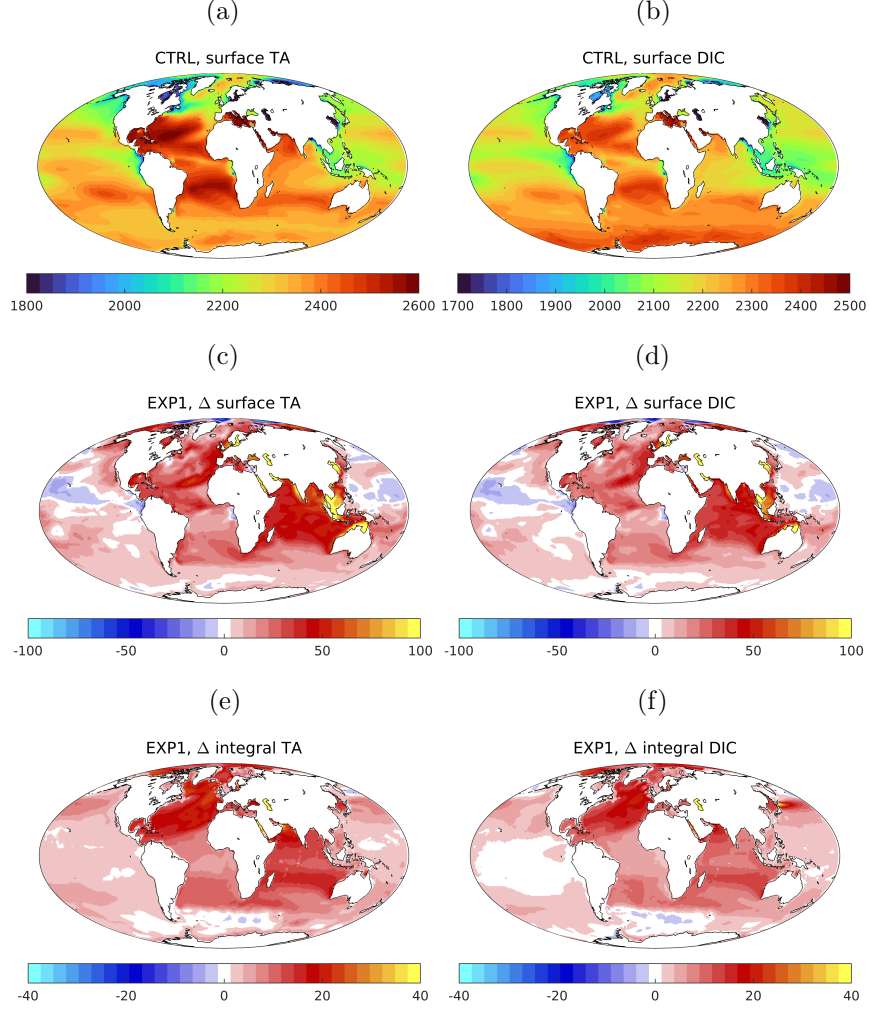 (a)
(b)
CTRL, surface TA
CTRL, surface DIC
1800 2000 2200 2400 2600
1700 1800 1900 2000 2100 2200 2300 2400 2500
(c)
(d)
EXP1, Δ surface TA
EXP1, Δ surface DIC
-100 -50 0 50 100
-100 -50 0 50 100
(e)
(f)
EXP1, Δ integral TA
EXP1, Δ integral DIC
-40 -20 0 20 40
-40 -20 0 20 40